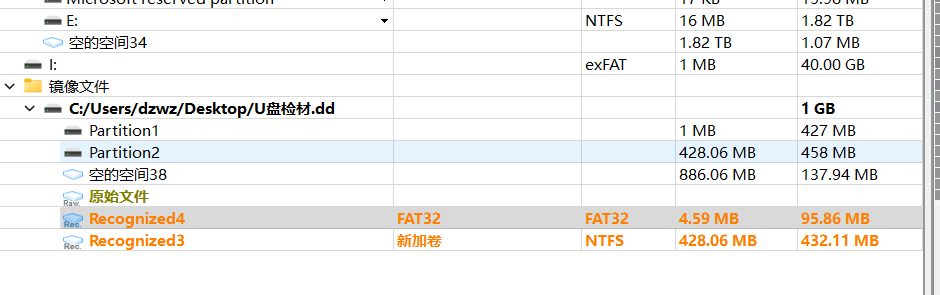 Microsoft reserved partition 17 KB 15.98 MB
E: NTFS 16 MB 1.82 TB
空的空间34 1.82 TB 1.07 MB
I: exFAT 1 MB 40.00 GB
镜像文件
C:/Users/dzwz/Desktop/U盘检材.dd 1 GB
Partition1 1 MB 427 MB
Partition2 428.06 MB 458 MB
空的空间38 886.06 MB 137.94 MB
Raw. 原始文件
Rec. Recognized4 FAT32 FAT32 4.59 MB 95.86 MB
Rec. Recognized3 新加卷 NTFS 428.06 MB 432.11 MB